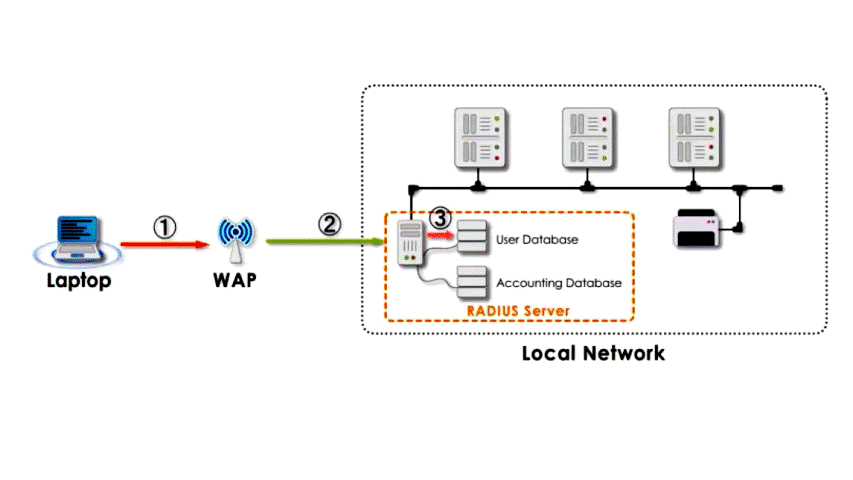 ①
②
③
User Database
Laptop
WAP
Accounting Database
RADIUS Server
Local Network